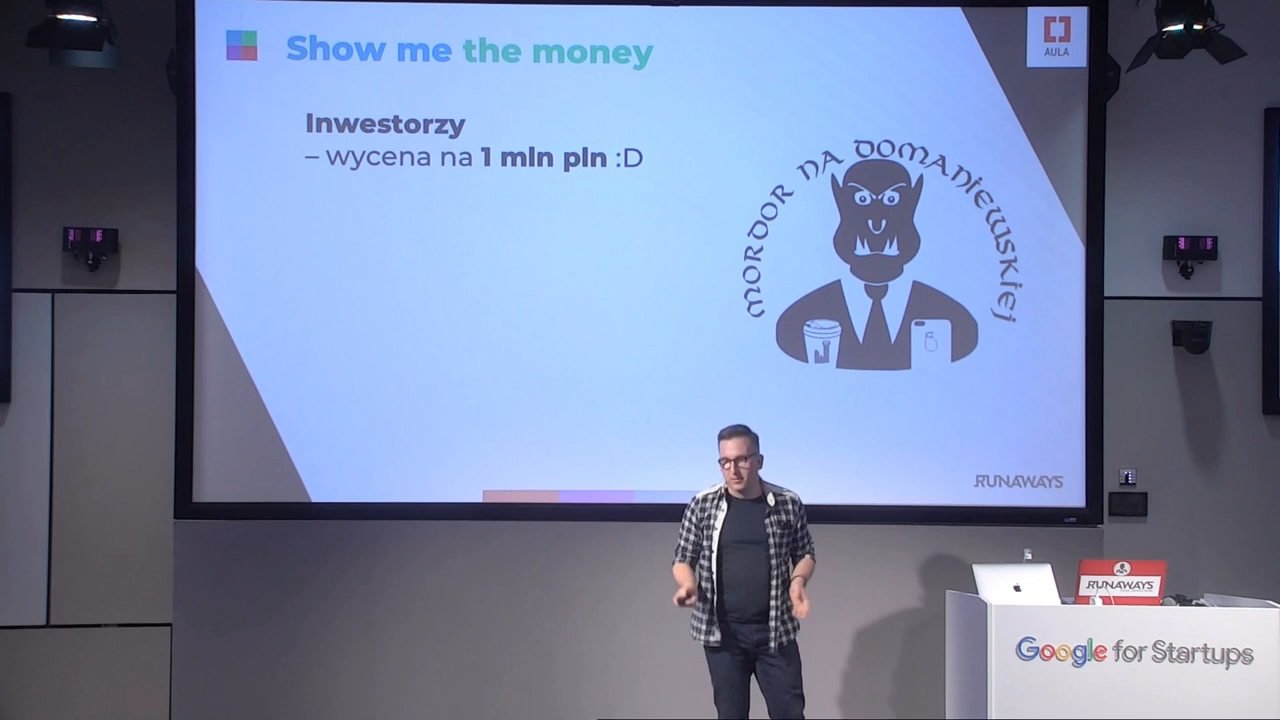 Show me the money
AULA
Inwestorzy
– wycena na 1 mln pln :D
MORDOR NA DOMANIEWSKIEJ
RUNAWAYS
RUNAWAYS
Google for Startups